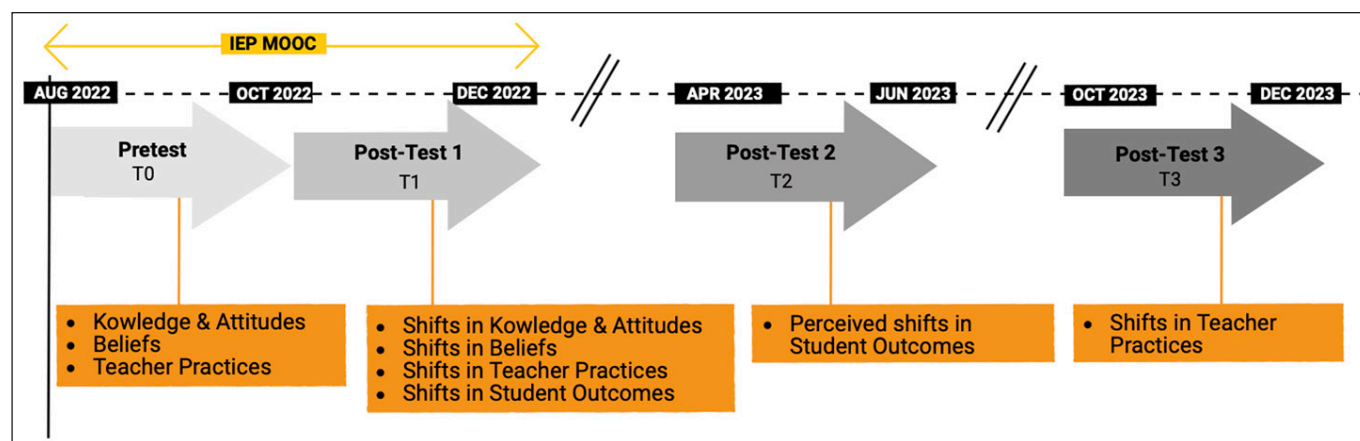 IEP MOOC
AUG 2022
OCT 2022
DEC 2022
APR 2023
JUN 2023
OCT 2023
DEC 2023
Pretest
T0
Post-Test 1
T1
Post-Test 2
T2
Post-Test 3
T3
• Kowledge & Attitudes
• Beliefs
• Teacher Practices
• Shifts in Kowledge & Attitudes
• Shifts in Beliefs
• Shifts in Teacher Practices
• Shifts in Student Outcomes
• Perceived shifts in
Student Outcomes
• Shifts in Teacher
Practices